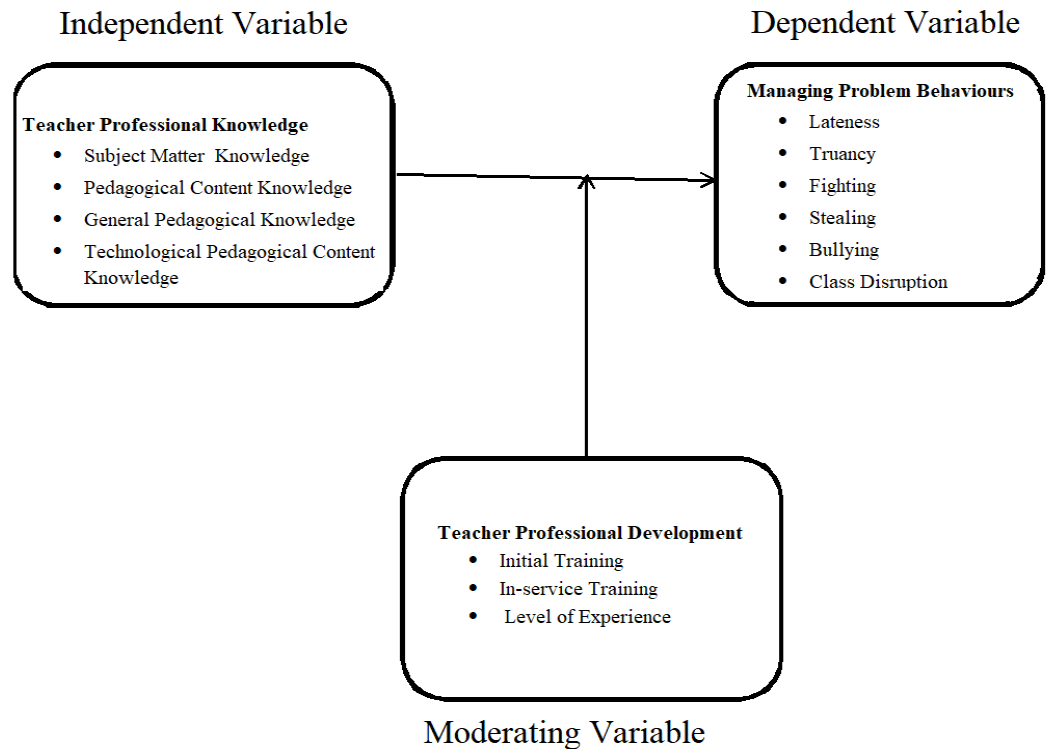 Independent Variable
Dependent Variable
Teacher Professional Knowledge
• Subject Matter Knowledge
• Pedagogical Content Knowledge
• General Pedagogical Knowledge
• Technological Pedagogical Content
Knowledge
Managing Problem Behaviours
• Lateness
• Truancy
• Fighting
• Stealing
• Bullying
• Class Disruption
Teacher Professional Development
• Initial Training
• In-service Training
• Level of Experience
Moderating Variable